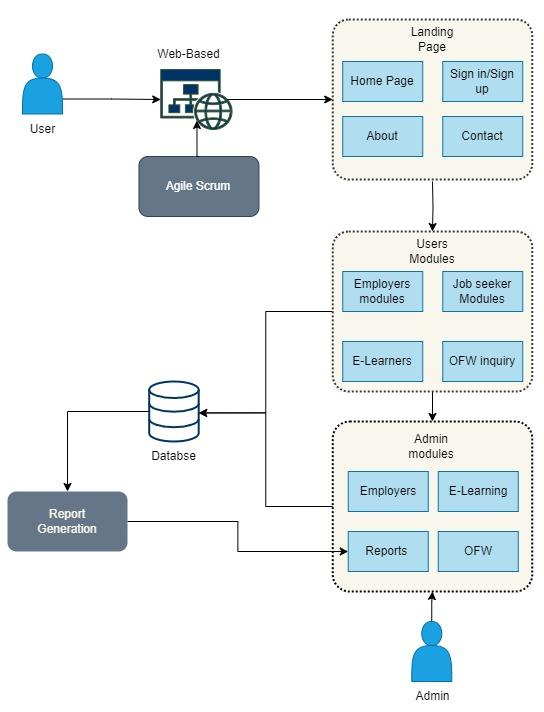 Landing
Page
Web-Based
Home Page
Sign in/Sign
up
User
About
Contact
Agile Scrum
Users
Modules
Employers
modules
Job seeker
Modules
E-Learners
OFW inquiry
Databse
Admin
modules
Employers
E-Learning
Report
Generation
Reports
OFW
Admin